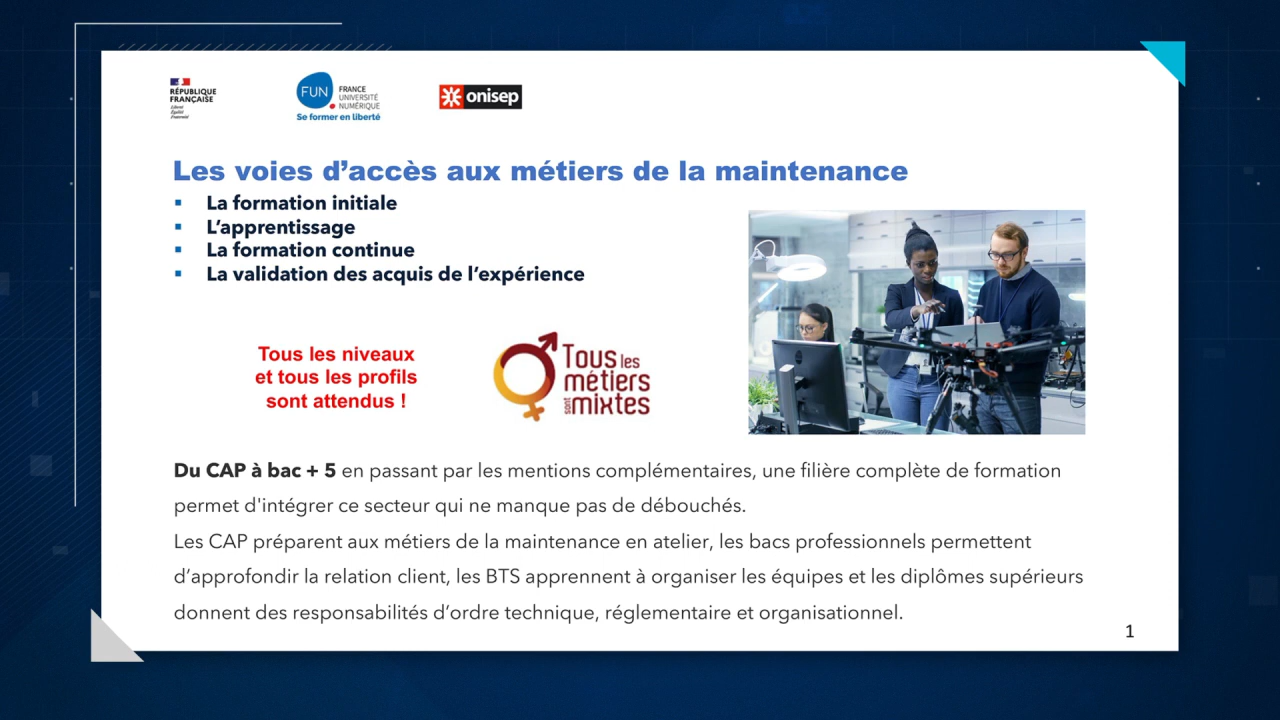 RÉPUBLIQUE
FRANÇAISE
Liberté
Égalité
Fraternité
FUN
FRANCE
UNIVERSITÉ
NUMÉRIQUE
Se former en liberté
onisep
Les voies d’accès aux métiers de la maintenance
▪ La formation initiale
▪ L’apprentissage
▪ La formation continue
▪ La validation des acquis de l’expérience
Tous les niveaux
et tous les profils
sont attendus !
Tous les
métiers
sont mixtes
Du CAP à bac + 5 en passant par les mentions complémentaires, une filière complète de formation
permet d'intégrer ce secteur qui ne manque pas de débouchés.
Les CAP préparent aux métiers de la maintenance en atelier, les bacs professionnels permettent
d’approfondir la relation client, les BTS apprennent à organiser les équipes et les diplômes supérieurs
donnent des responsabilités d’ordre technique, réglementaire et organisationnel.
1